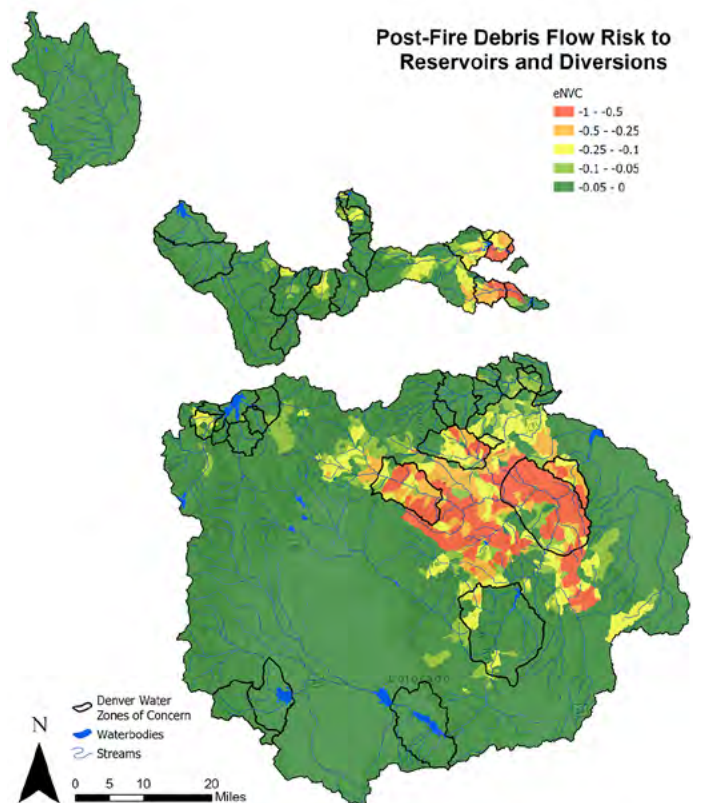 Post-Fire Debris Flow Risk to
Reservoirs and Diversions
eNVC
-1 - -0.5
-0.5 - -0.25
-0.25 - -0.1
-0.1 - -0.05
-0.05 - 0
COLORADO
Denver Water
Zones of Concern
Waterbodies
Streams
N
0 5 10 20
Miles